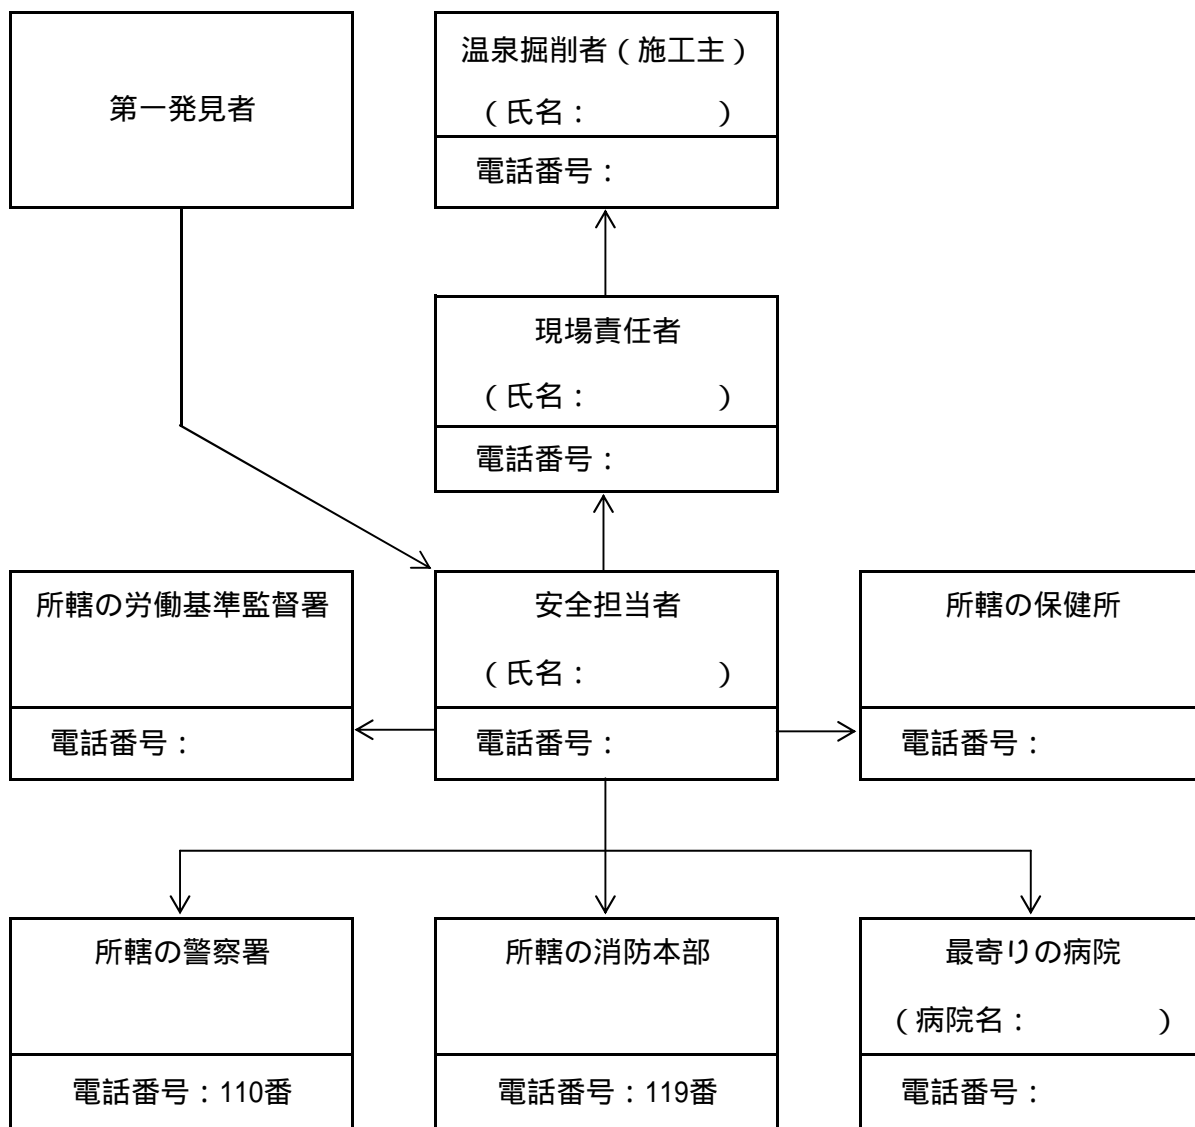 第一発見者
温泉掘削者（施工主）
（氏名：　　　　　）
電話番号：
現場責任者
（氏名：　　　　　）
電話番号：
所轄の労働基準監督署
電話番号：
安全担当者
（氏名：　　　　　）
電話番号：
所轄の保健所
電話番号：
所轄の警察署
電話番号：110番
所轄の消防本部
電話番号：119番
最寄りの病院
（病院名：　　　　　）
電話番号：